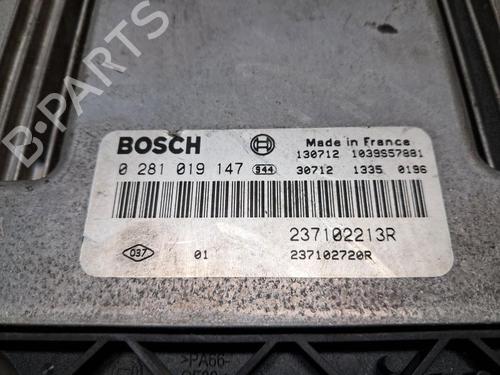 B-PARTS
BOSCH
Made in France
130712 1039S57881
0 281 019 147 944 30712 1335 0196
237102213R
037 01 237102720R
>PA66-